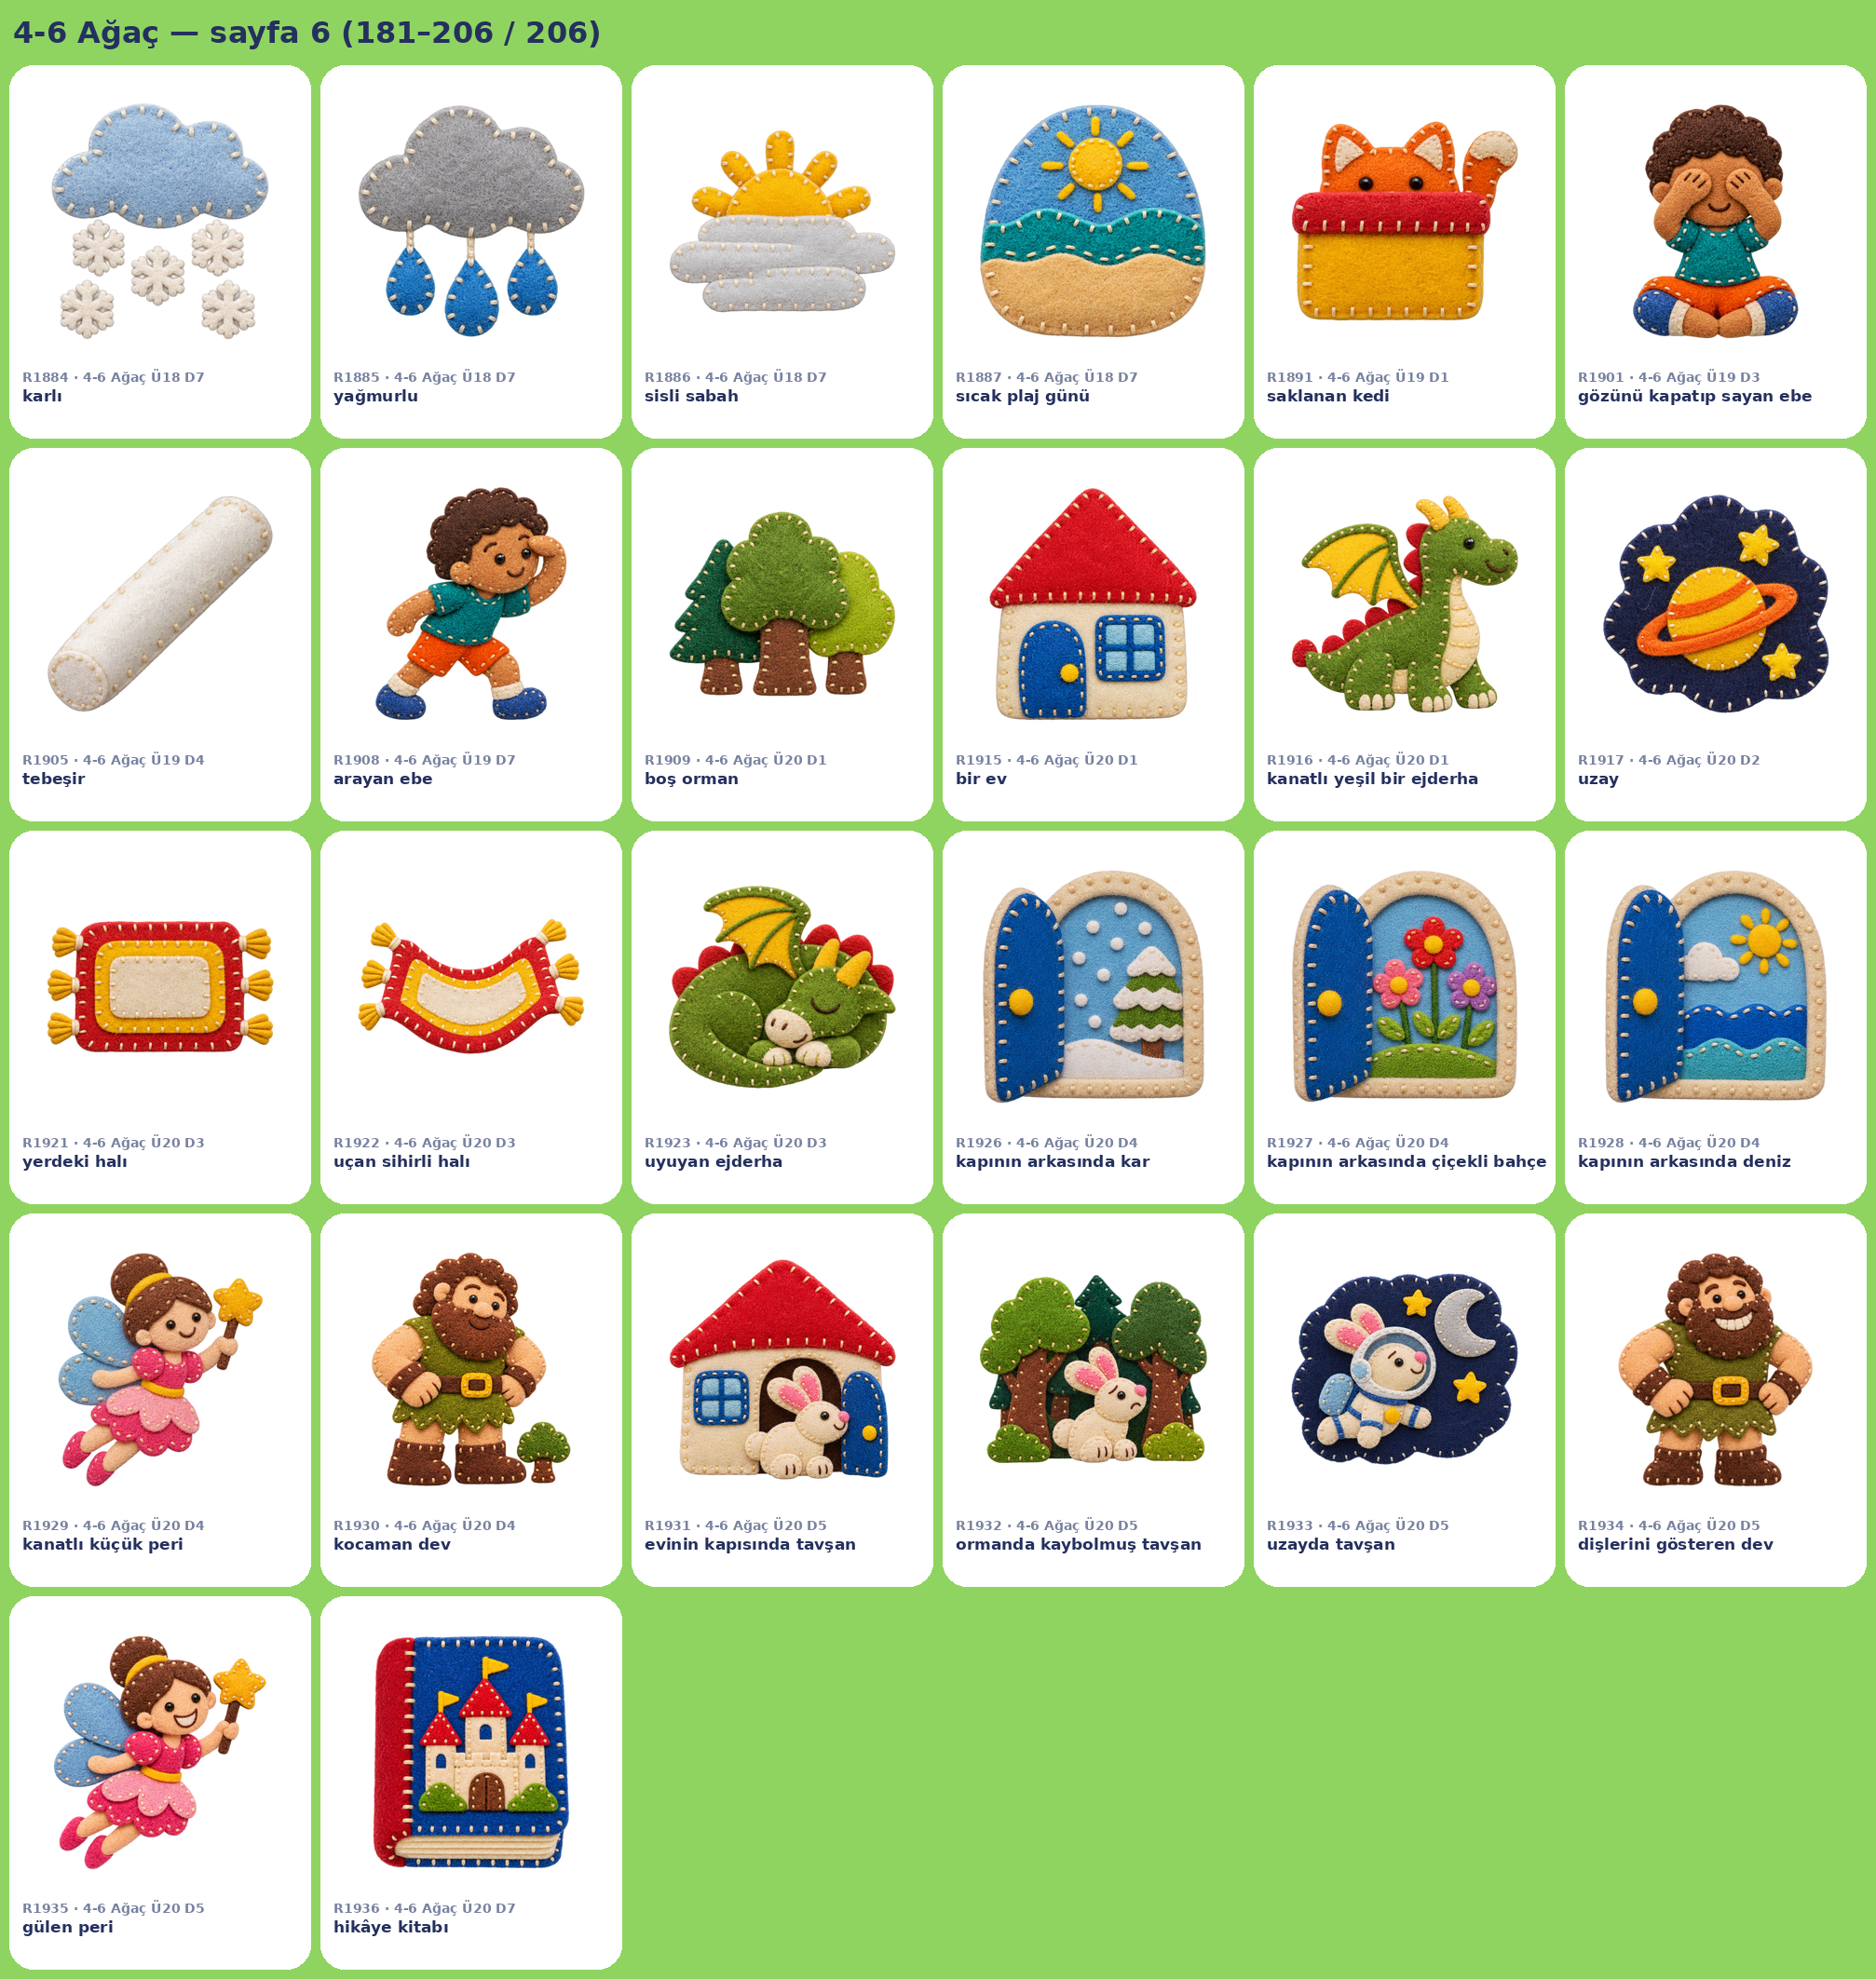 4-6 Ağaç — sayfa 6 (181–206 / 206)
R1884 · 4-6 Ağaç Ü18 D7
karlı
R1885 · 4-6 Ağaç Ü18 D7
yağmurlu
R1886 · 4-6 Ağaç Ü18 D7
sisli sabah
R1887 · 4-6 Ağaç Ü18 D7
sıcak plaj günü
R1891 · 4-6 Ağaç Ü19 D1
saklanan kedi
R1901 · 4-6 Ağaç Ü19 D3
gözünü kapatıp sayan ebe
R1905 · 4-6 Ağaç Ü19 D4
tebeşir
R1908 · 4-6 Ağaç Ü19 D7
arayan ebe
R1909 · 4-6 Ağaç Ü20 D1
boş orman
R1915 · 4-6 Ağaç Ü20 D1
bir ev
R1916 · 4-6 Ağaç Ü20 D1
kanatlı yeşil bir ejderha
R1917 · 4-6 Ağaç Ü20 D2
uzay
R1921 · 4-6 Ağaç Ü20 D3
yerdeki halı
R1922 · 4-6 Ağaç Ü20 D3
uçan sihirli halı
R1923 · 4-6 Ağaç Ü20 D3
uyuyan ejderha
R1926 · 4-6 Ağaç Ü20 D4
kapının arkasında kar
R1927 · 4-6 Ağaç Ü20 D4
kapının arkasında çiçekli bahçe
R1928 · 4-6 Ağaç Ü20 D4
kapının arkasında deniz
R1929 · 4-6 Ağaç Ü20 D4
kanatlı küçük peri
R1930 · 4-6 Ağaç Ü20 D4
kocaman dev
R1931 · 4-6 Ağaç Ü20 D5
evinin kapısında tavşan
R1932 · 4-6 Ağaç Ü20 D5
ormanda kaybolmuş tavşan
R1933 · 4-6 Ağaç Ü20 D5
uzayda tavşan
R1934 · 4-6 Ağaç Ü20 D5
dişlerini gösteren dev
R1935 · 4-6 Ağaç Ü20 D5
gülen peri
R1936 · 4-6 Ağaç Ü20 D7
hikâye kitabı